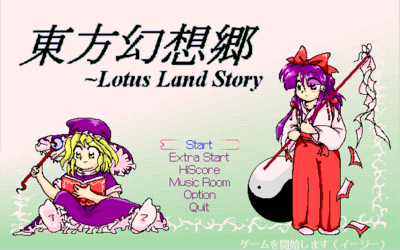 東方幻想郷
~Lotus Land Story
Start
Extra Start
HiScore
Music Room
Option
Quit
ゲームを開始します(イージー)